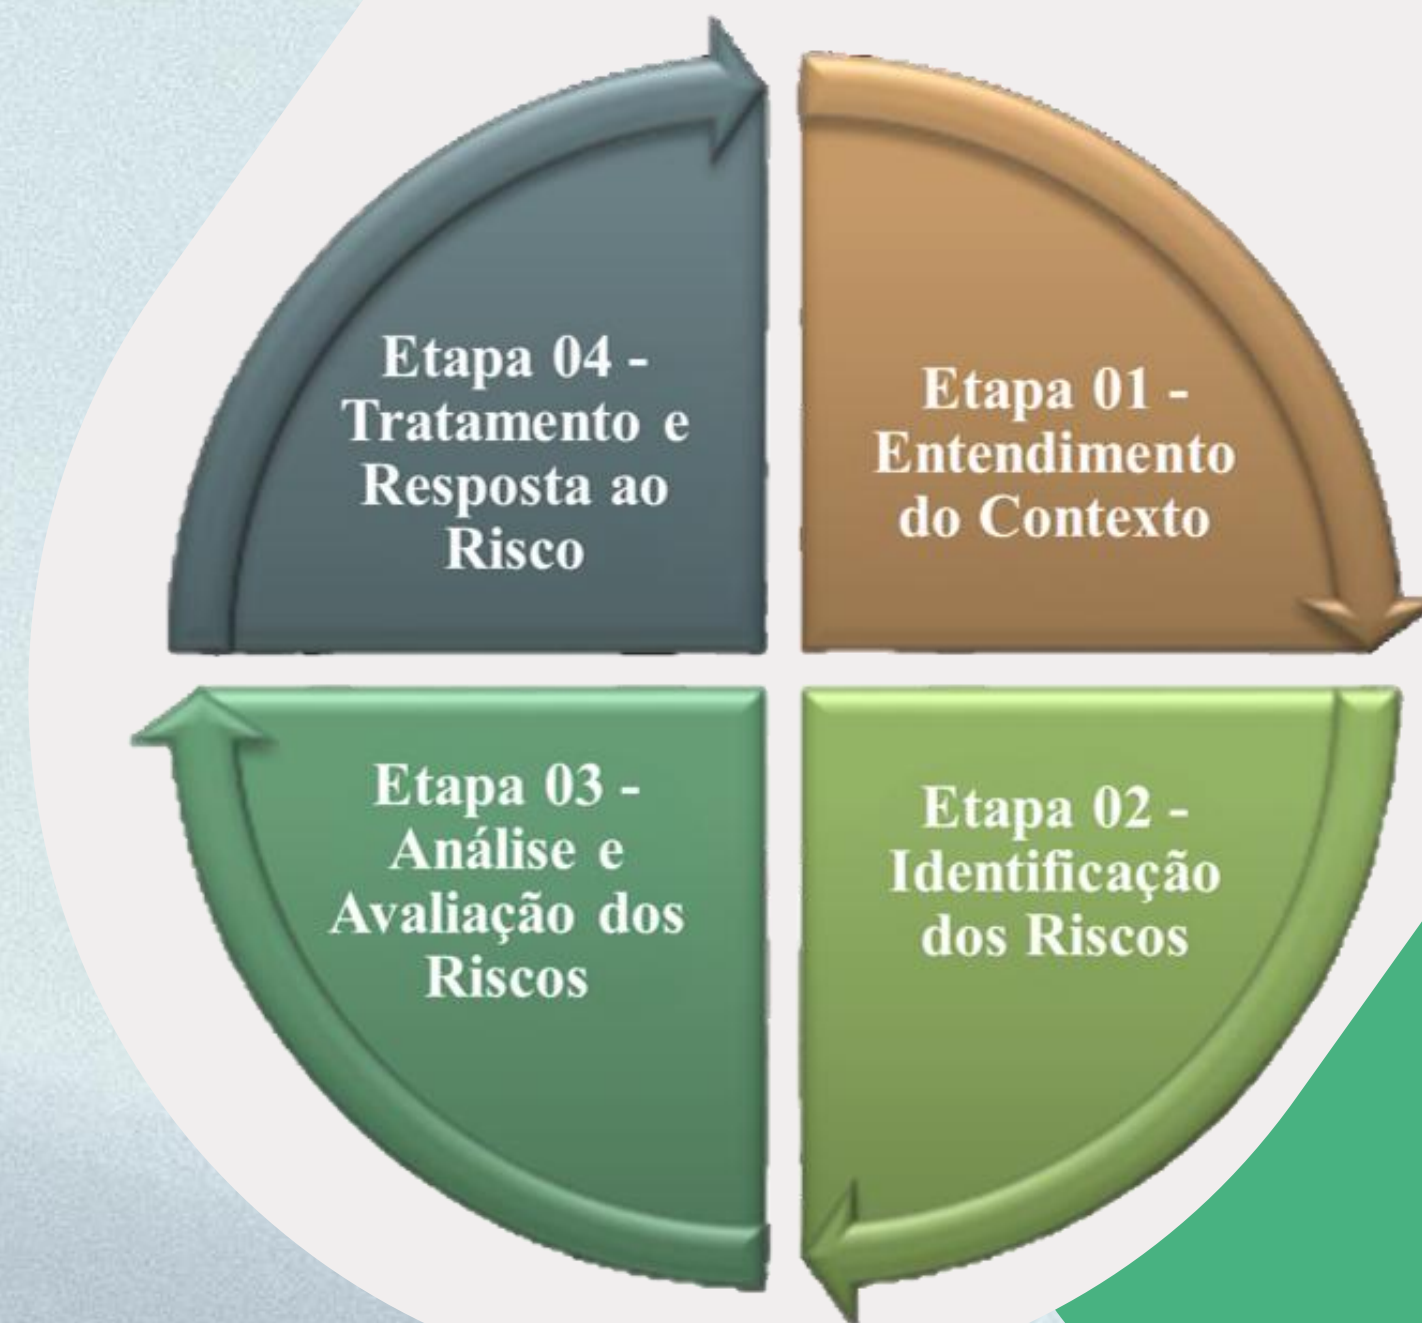 Etapa 04 -
Tratamento e
Resposta ao
Risco
Etapa 01 -
Entendimento
do Contexto
Etapa 03 -
Análise e
Avaliação dos
Riscos
Etapa 02 -
Identificação
dos Riscos